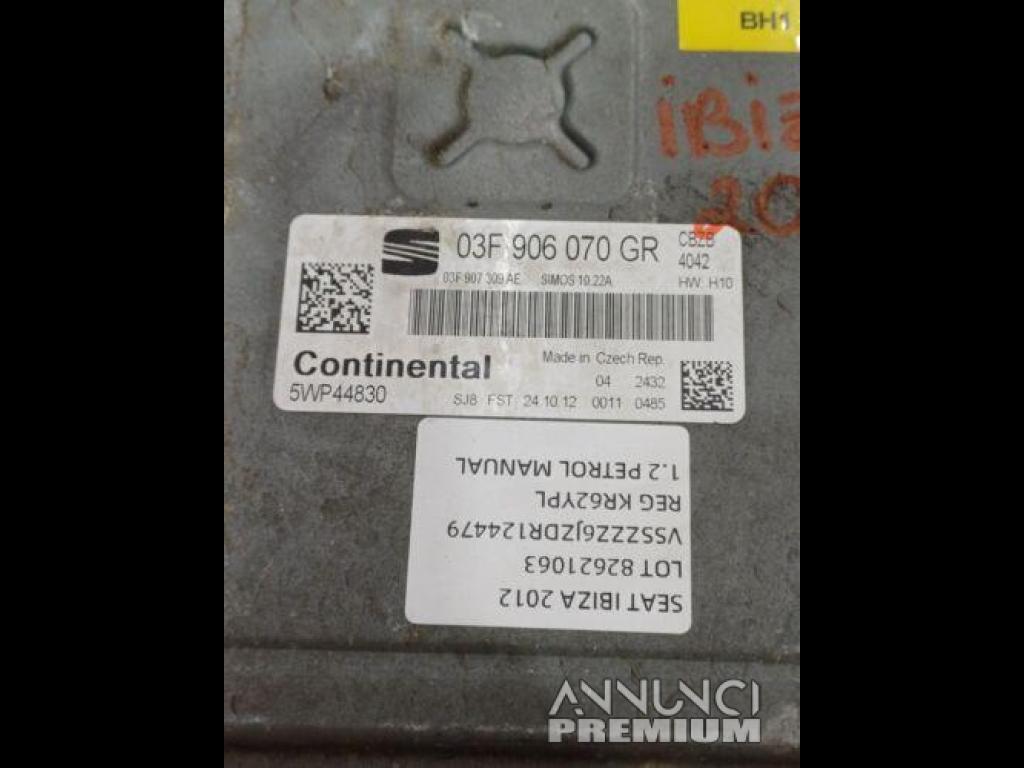 BH1
iBiz
20
03F 906 070 GR
CBZB
4042
03F 907 309 AE SIMOS 10.22A HW: H10
Continental
Made in Czech Rep.
04 2432
5WP44830
SJ8 FST 24.10.12 0011 0485
SEAT IBIZA 2012
LOT 82621063
VSSZZZ6JZDR124479
REG KR62YPL
1.2 PETROL MANUAL
ANNUNCI
PREMIUM